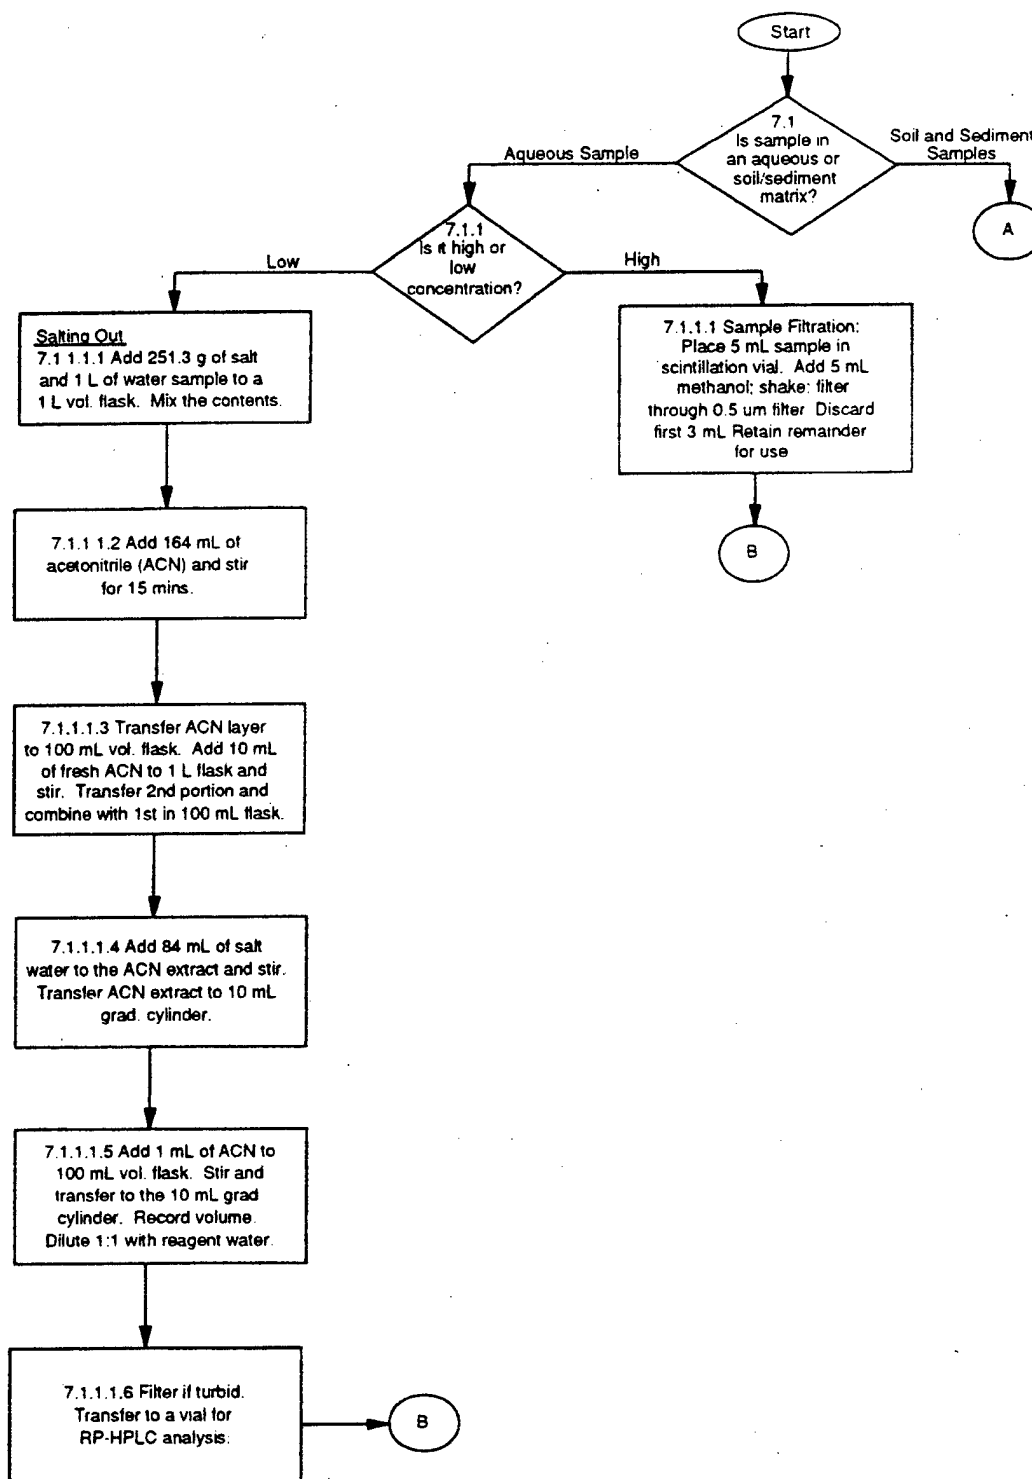 Start
7.1
Is sample in
an aqueous or
soil/sediment
matrix?
Aqueous Sample
Soil and Sediment
Samples
A
7.1.1
Is it high or
low
concentration?
Low
High
Salting Out
7.1 1.1.1 Add 251.3 g of salt
and 1 L of water sample to a
1 L vol. flask. Mix the contents.
7.1.1.1 Sample Filtration:
Place 5 mL sample in
scintillation vial. Add 5 mL
methanol; shake; filter
through 0.5 um filter Discard
first 3 mL Retain remainder
for use
B
7.1.1 1.2 Add 164 mL of
acetonitrile (ACN) and stir
for 15 mins.
7.1.1.1.3 Transfer ACN layer
to 100 mL vol. flask. Add 10 mL
of fresh ACN to 1 L flask and
stir. Transfer 2nd portion and
combine with 1st in 100 mL flask.
7.1.1.1.4 Add 84 mL of salt
water to the ACN extract and stir.
Transfer ACN extract to 10 mL
grad. cylinder.
7.1.1.1.5 Add 1 mL of ACN to
100 mL vol. flask. Stir and
transfer to the 10 mL grad
cylinder. Record volume.
Dilute 1:1 with reagent water.
7.1.1.1.6 Filter if turbid.
Transfer to a vial for
RP-HPLC analysis.
B